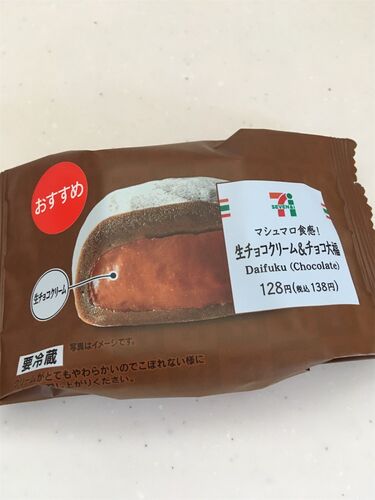 おすすめ
SEVEN & i
マシュマロ食感!
生チョコクリーム&チョコ大福
Daifuku (Chocolate)
128円(税込138円)
生チョコクリーム
写真はイメージです。
要冷蔵
クリームがとてもやわらかいのでこぼれない様に
上がりください。